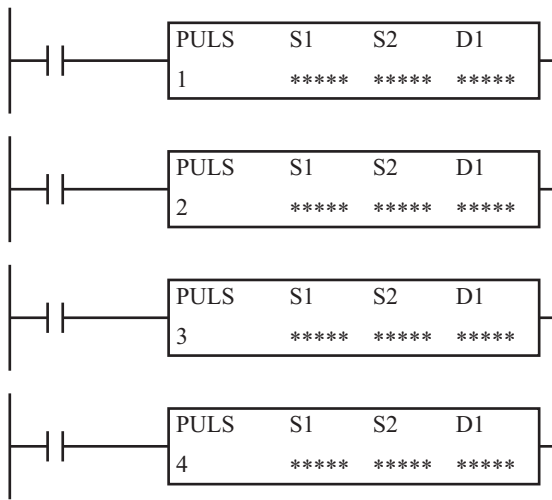 PULS S1 S2 D1
1 ***** ***** *****
PULS S1 S2 D1
2 ***** ***** *****
PULS S1 S2 D1
3 ***** ***** *****
PULS S1 S2 D1
4 ***** ***** *****